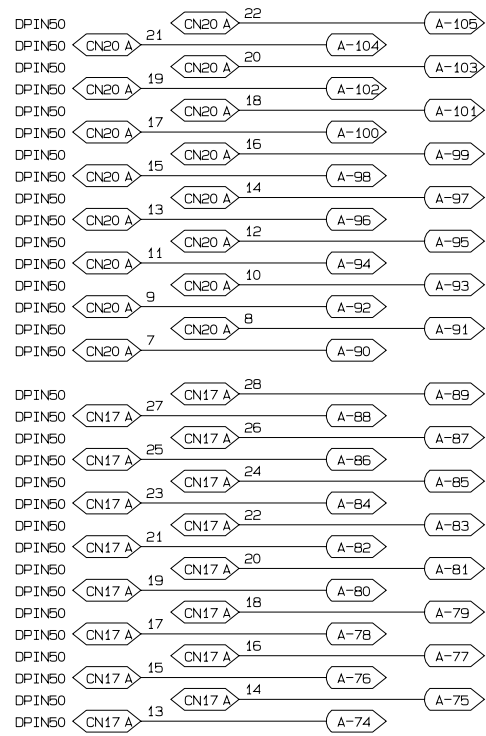 DPIN50 CN20 A 22 A-105
DPIN50 CN20 A 21 A-104
DPIN50 CN20 A 20 A-103
DPIN50 CN20 A 19 A-102
DPIN50 CN20 A 18 A-101
DPIN50 CN20 A 17 A-100
DPIN50 CN20 A 16 A-99
DPIN50 CN20 A 15 A-98
DPIN50 CN20 A 14 A-97
DPIN50 CN20 A 13 A-96
DPIN50 CN20 A 12 A-95
DPIN50 CN20 A 11 A-94
DPIN50 CN20 A 10 A-93
DPIN50 CN20 A 9 A-92
DPIN50 CN20 A 8 A-91
DPIN50 CN20 A 7 A-90
DPIN50 CN17 A 28 A-89
DPIN50 CN17 A 27 A-88
DPIN50 CN17 A 26 A-87
DPIN50 CN17 A 25 A-86
DPIN50 CN17 A 24 A-85
DPIN50 CN17 A 23 A-84
DPIN50 CN17 A 22 A-83
DPIN50 CN17 A 21 A-82
DPIN50 CN17 A 20 A-81
DPIN50 CN17 A 19 A-80
DPIN50 CN17 A 18 A-79
DPIN50 CN17 A 17 A-78
DPIN50 CN17 A 16 A-77
DPIN50 CN17 A 15 A-76
DPIN50 CN17 A 14 A-75
DPIN50 CN17 A 13 A-74